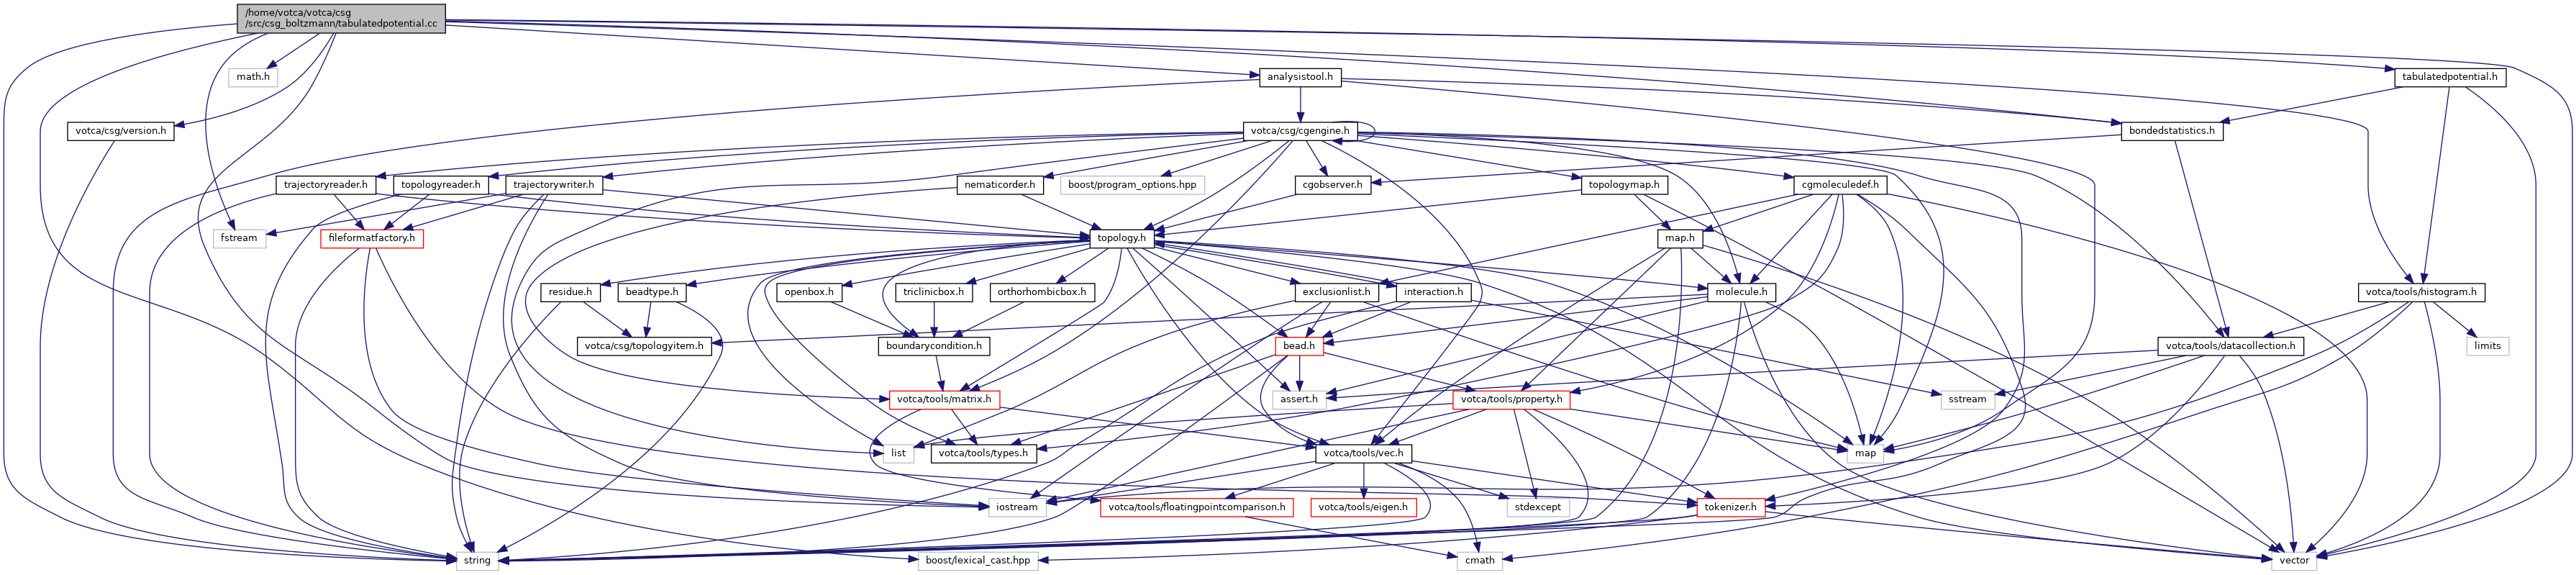 /home/votca/votca/csg
/src/csg_boltzmann/tabulatedpotential.cc
math.h
analysistool.h
tabulatedpotential.h
votca/csg/version.h
votca/csg/cgengine.h
bondedstatistics.h
trajectoryreader.h
topologyreader.h
trajectorywriter.h
nematicorder.h
boost/program_options.hpp
cgobserver.h
topologymap.h
cgmoleculedef.h
fstream
fileformatfactory.h
topology.h
map.h
residue.h
beadtype.h
openbox.h
triclinicbox.h
orthorhombicbox.h
exclusionlist.h
interaction.h
molecule.h
votca/tools/histogram.h
votca/csg/topologyitem.h
boundarycondition.h
bead.h
votca/tools/datacollection.h
limits
votca/tools/matrix.h
assert.h
votca/tools/property.h
sstream
list
votca/tools/types.h
votca/tools/vec.h
map
iostream
votca/tools/floatingpointcomparison.h
votca/tools/eigen.h
stdexcept
tokenizer.h
string
boost/lexical_cast.hpp
cmath
vector